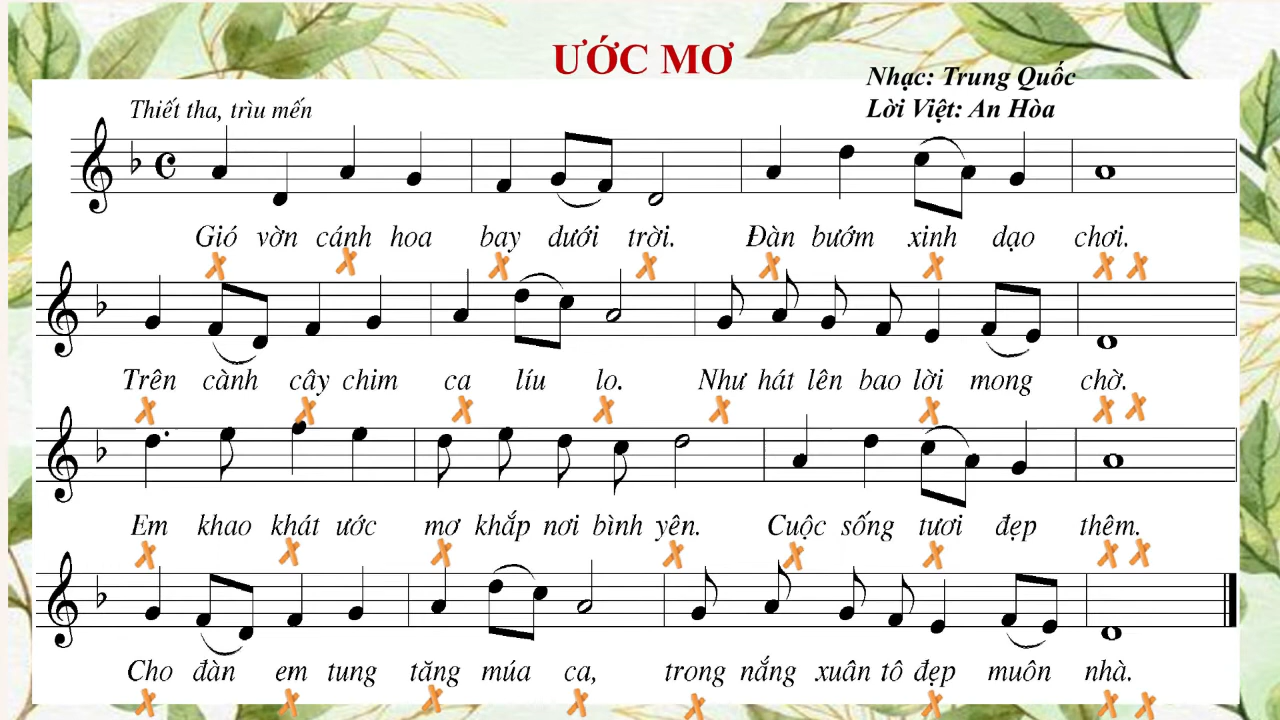 ƯỚC MƠ
Nhạc: Trung Quốc
Lời Việt: An Hòa
Thiết tha, trìu mến
Gió vờn cánh hoa bay dưới trời. Đàn bướm xinh dạo chơi.
Trên cành cây chim ca líu lo. Như hát lên bao lời mong chờ.
Em khao khát ước mơ khắp nơi bình yên. Cuộc sống tươi đẹp thêm.
Cho đàn em tung tăng múa ca, trong nắng xuân tô đẹp muôn nhà.